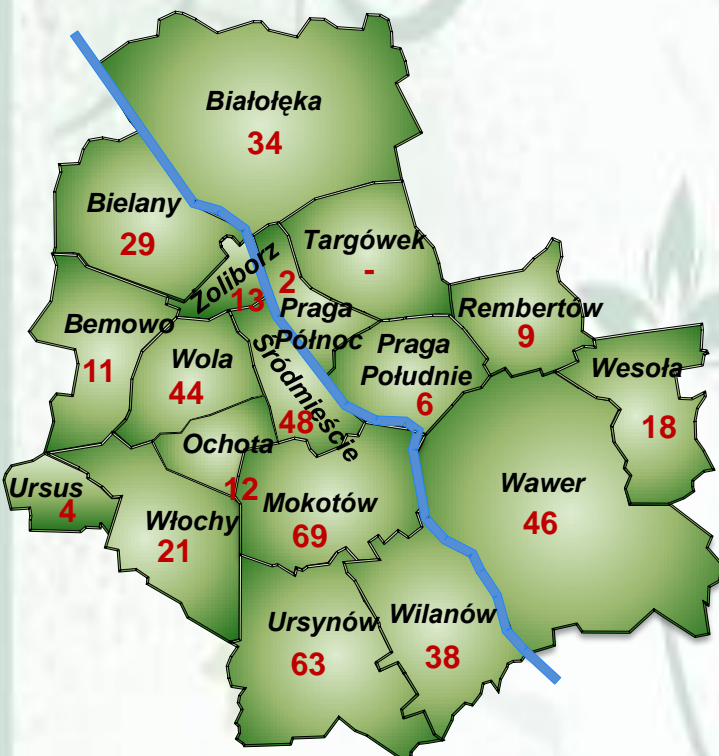 Białołęka
34
Bielany
29
Targówek
-
Żoliborz
13
2
Praga
Północ
Rembertów
9
Bemowo
11
Wola
44
Śródmieście
48
Praga
Południe
6
Wesoła
18
Ochota
12
Ursus
4
Włochy
21
Mokotów
69
Wawer
46
Ursynów
63
Wilanów
38